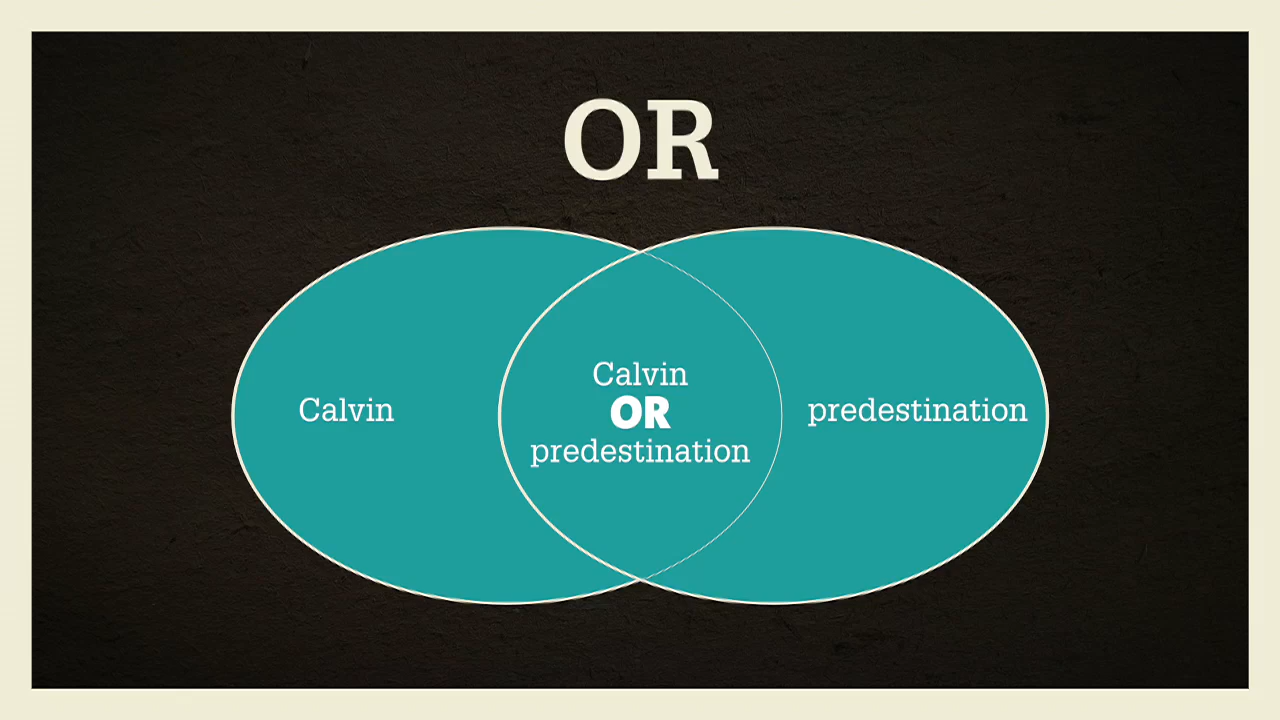 OR
Calvin
Calvin
OR
predestination
predestination